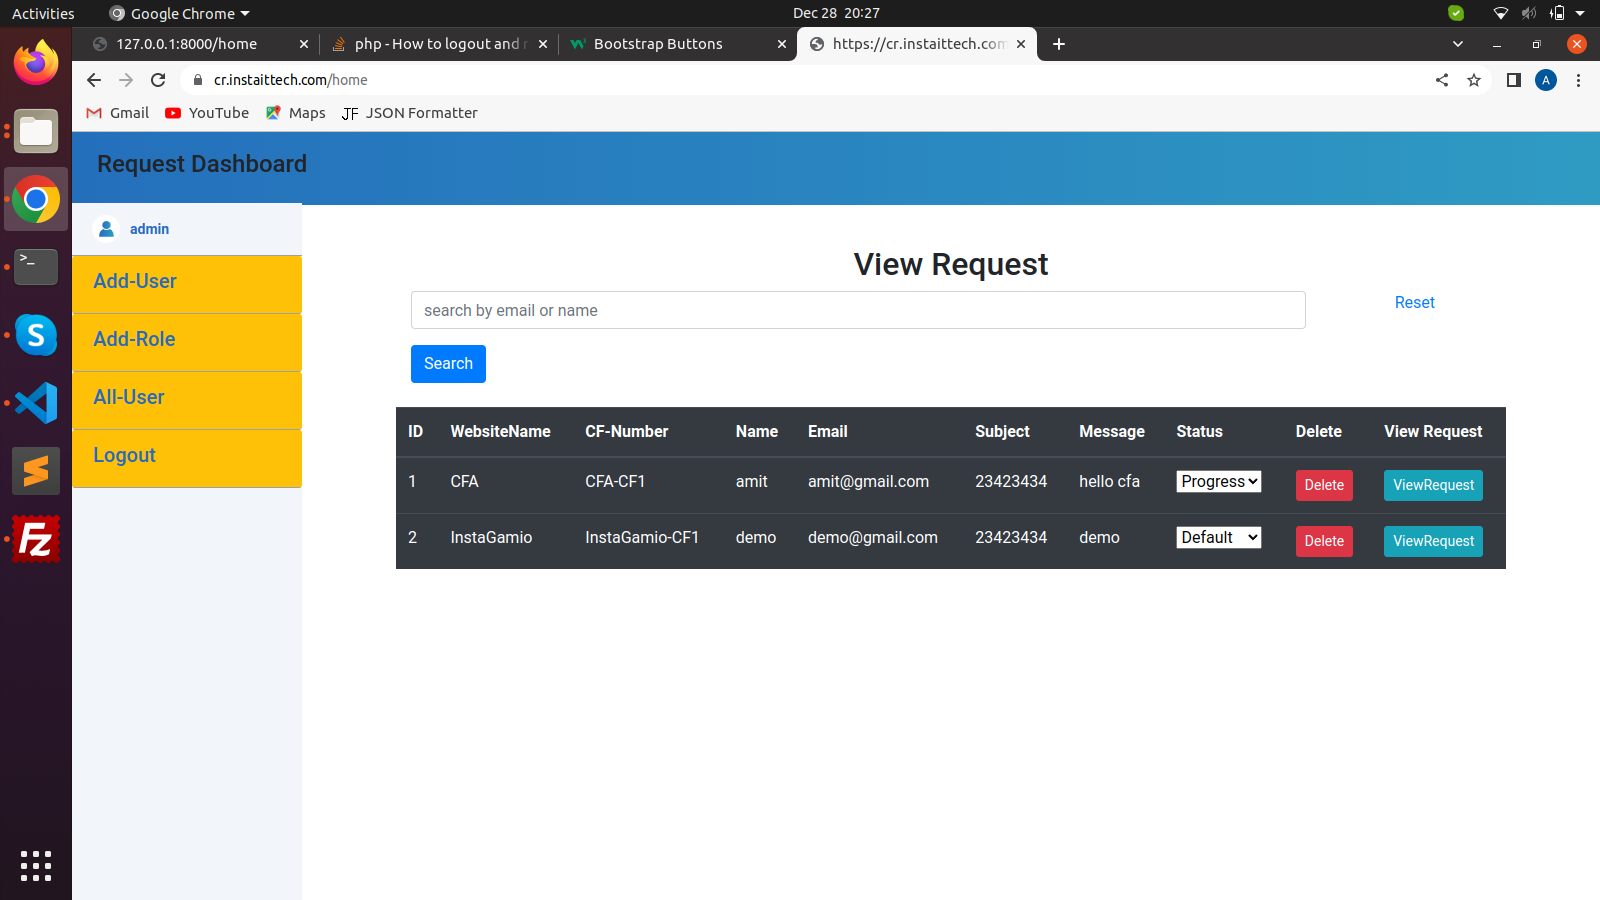 Activities
Google Chrome
Dec 28 20:27
127.0.0.1:8000/home
php - How to logout and r
Bootstrap Buttons
https://cr.instaittech.com
cr.instaittech.com/home
A
Gmail
YouTube
Maps
JF JSON Formatter
Request Dashboard
admin
Add-User
Add-Role
All-User
Logout
View Request
search by email or name
Reset
Search
ID WebsiteName CF-Number Name Email Subject Message Status Delete View Request
1 CFA CFA-CF1 amit amit@gmail.com 23423434 hello cfa Progress Delete ViewRequest
2 InstaGamio InstaGamio-CF1 demo demo@gmail.com 23423434 demo Default Delete ViewRequest
>_
S
FZ